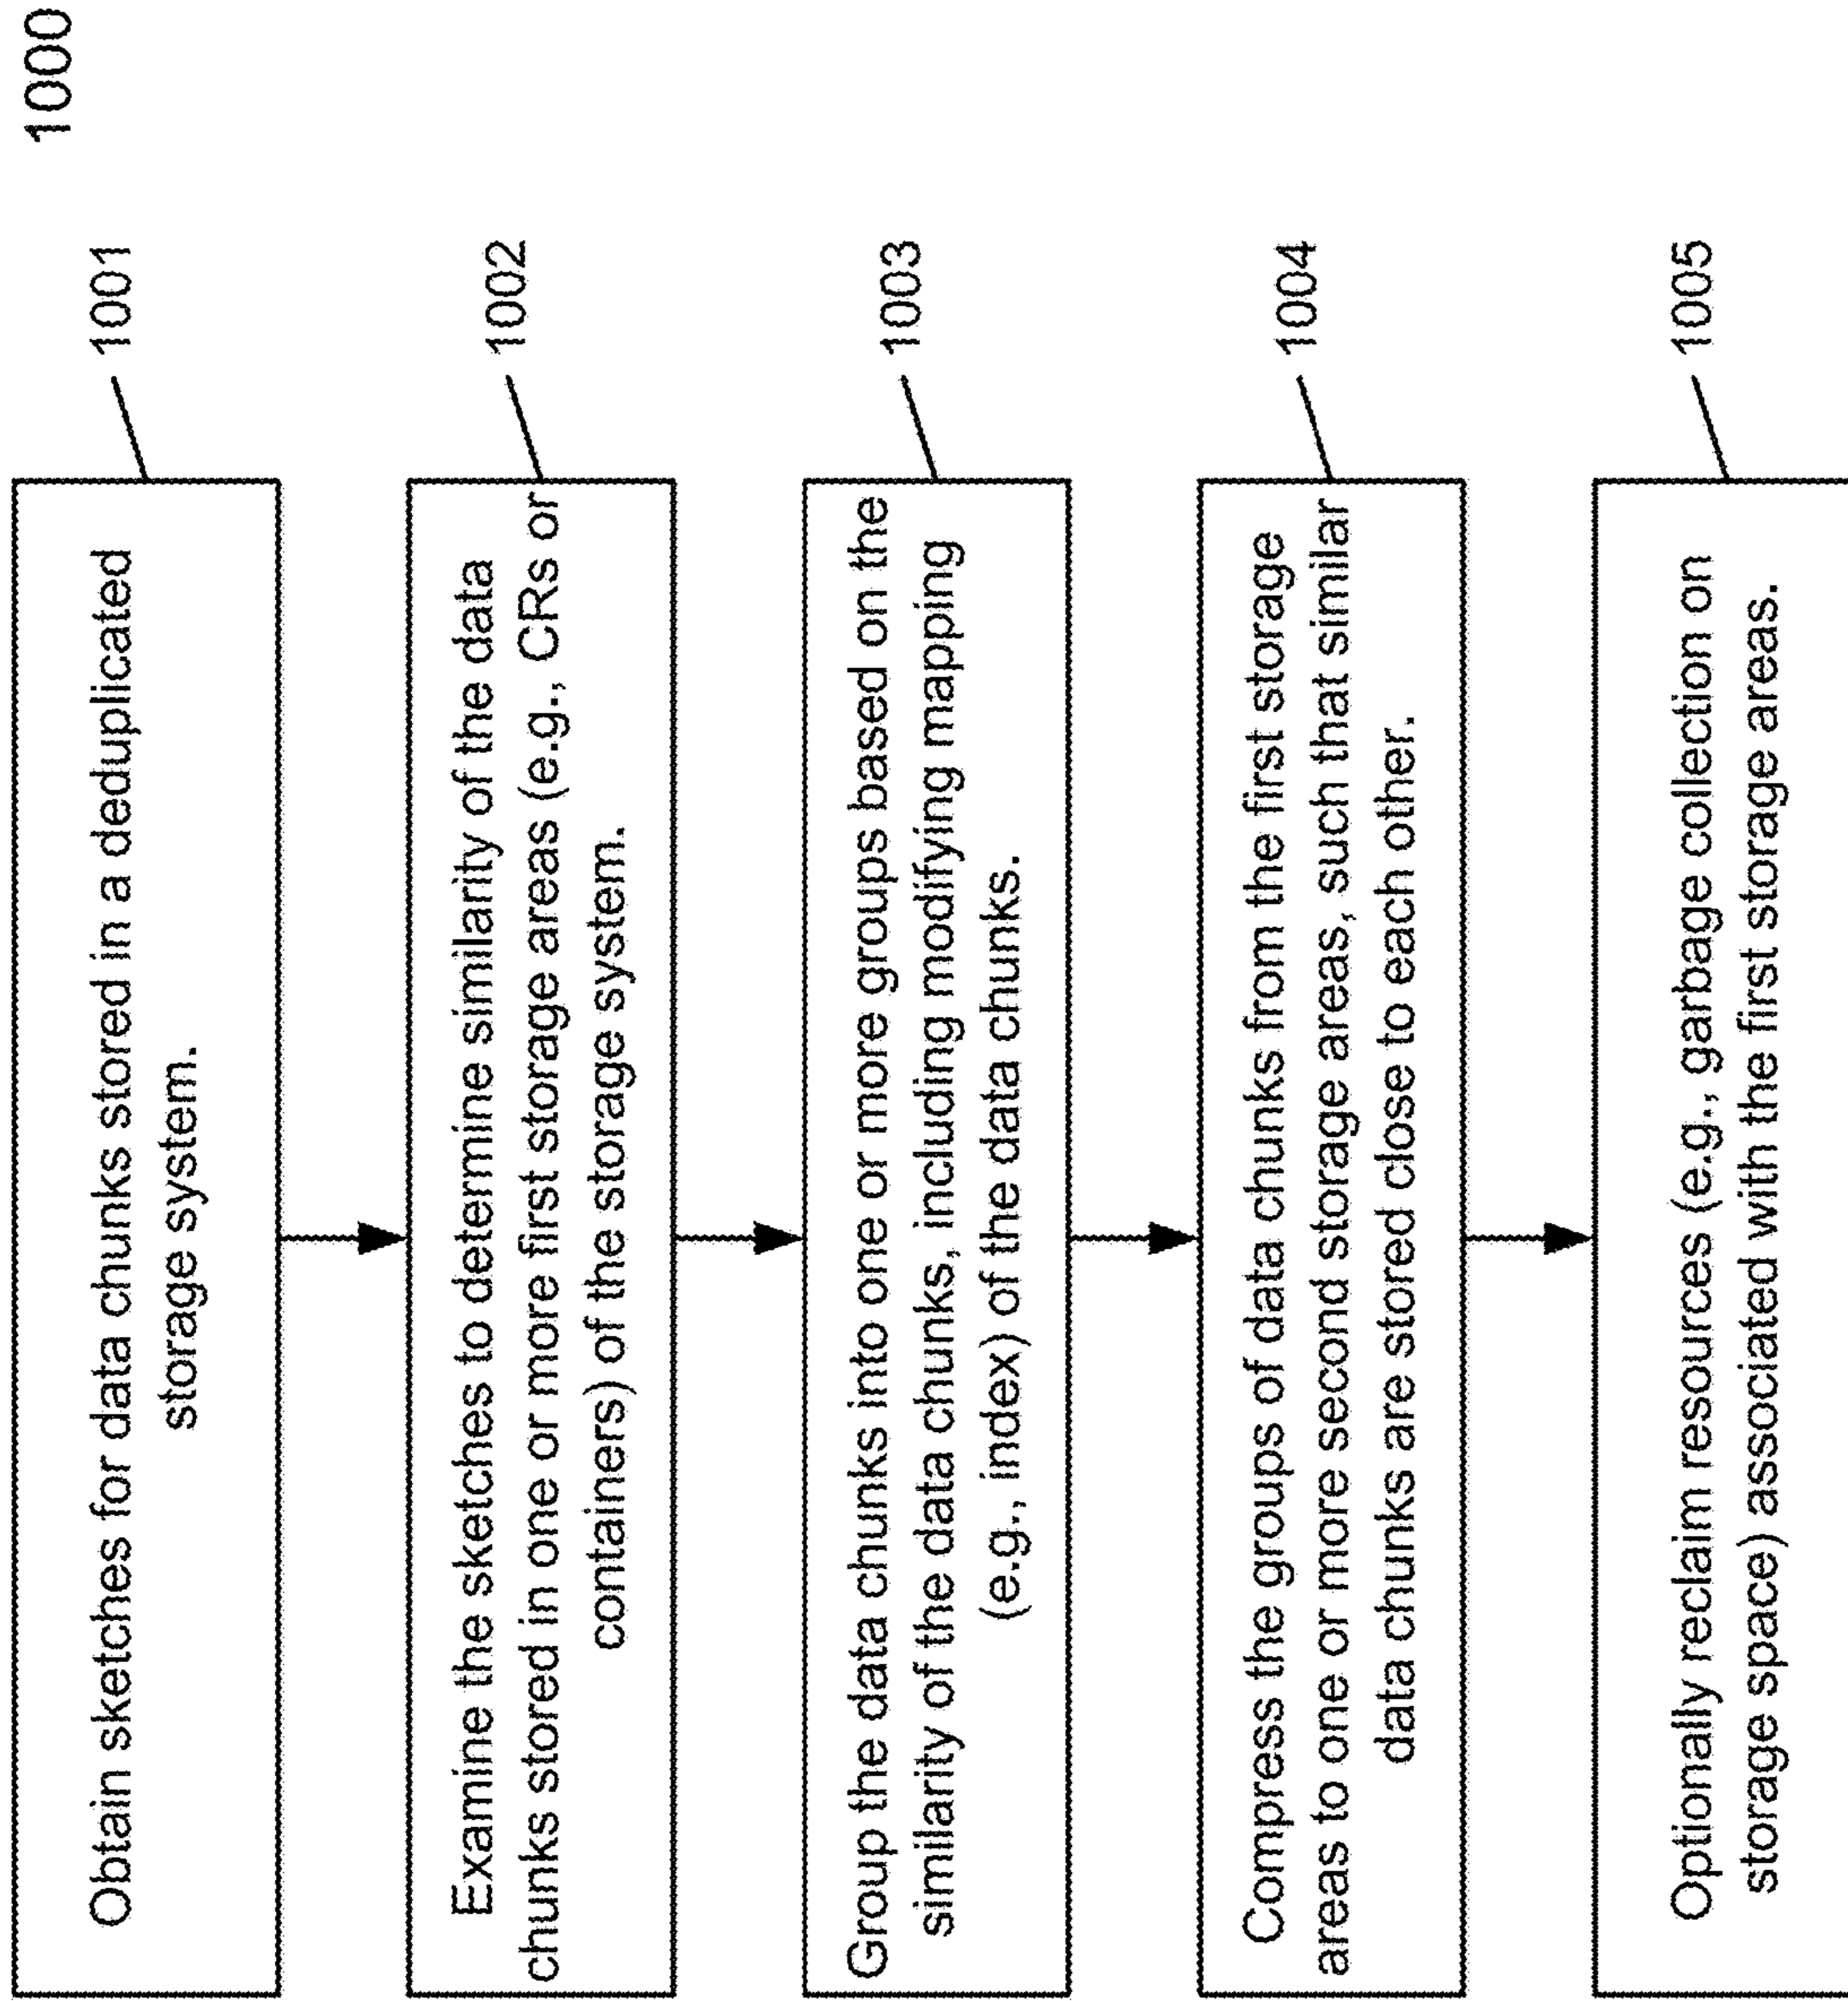 1000
Obtain sketches for data chunks stored in a deduplicated
storage system.
1001
Examine the sketches to determine similarity of the data
chunks stored in one or more first storage areas (e.g., CRs or
containers) of the storage system.
1002
Group the data chunks into one or more groups based on the
similarity of the data chunks, including modifying mapping
(e.g., index) of the data chunks.
1003
Compress the groups of data chunks from the first storage
areas to one or more second storage areas, such that similar
data chunks are stored close to each other.
1004
Optionally reclaim resources (e.g., garbage collection on
storage space) associated with the first storage areas.
1005